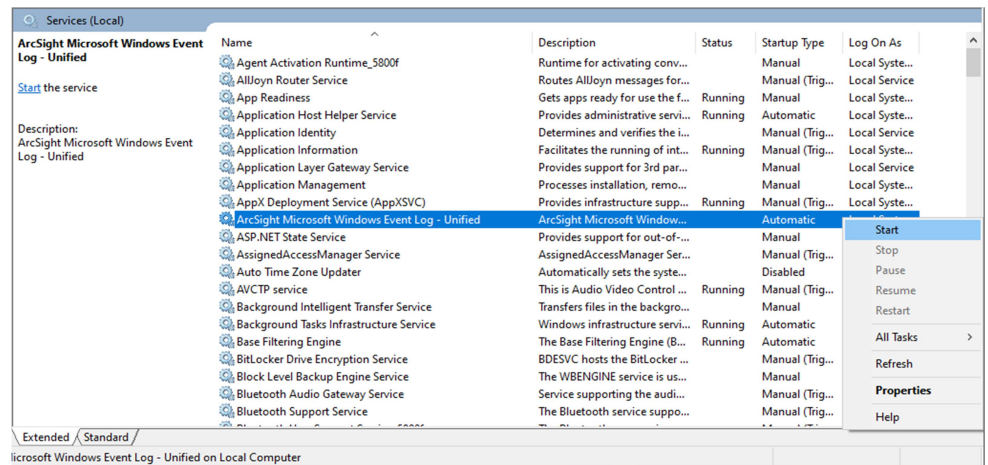 Services (Local)
ArcSight Microsoft Windows Event
Log - Unified
Start the service
Description:
ArcSight Microsoft Windows Event
Log - Unified
Name Description Status Startup Type Log On As
Agent Activation Runtime_5800f Runtime for activating conv... Manual Local Syste...
AllJoyn Router Service Routes AllJoyn messages for... Manual (Trig... Local Service
App Readiness Gets apps ready for use the f... Running Manual Local Syste...
Application Host Helper Service Provides administrative servi... Running Automatic Local Syste...
Application Identity Determines and verifies the i... Manual (Trig... Local Service
Application Information Facilitates the running of int... Running Manual (Trig... Local Syste...
Application Layer Gateway Service Provides support for 3rd par... Manual Local Service
Application Management Processes installation, remo... Manual Local Syste...
AppX Deployment Service (AppXSVC) Provides infrastructure supp... Running Manual (Trig... Local Syste...
ArcSight Microsoft Windows Event Log - Unified ArcSight Microsoft Window... Automatic
ASP.NET State Service Provides support for out-of-... Manual
AssignedAccessManager Service AssignedAccessManager Ser... Manual (Trig...
Auto Time Zone Updater Automatically sets the syste... Disabled
AVCTP service This is Audio Video Control ... Running Manual (Trig...
Background Intelligent Transfer Service Transfers files in the backgro... Manual
Background Tasks Infrastructure Service Windows infrastructure servi... Running Automatic
Base Filtering Engine The Base Filtering Engine (B... Running Automatic
BitLocker Drive Encryption Service BDESVC hosts the BitLocker ... Manual (Trig...
Block Level Backup Engine Service The WBENGINE service is us... Manual
Bluetooth Audio Gateway Service Service supporting the audi... Manual (Trig...
Bluetooth Support Service The Bluetooth service suppo... Manual (Trig...
Start
Stop
Pause
Resume
Restart
All Tasks
Refresh
Properties
Help
Extended Standard
Microsoft Windows Event Log - Unified on Local Computer